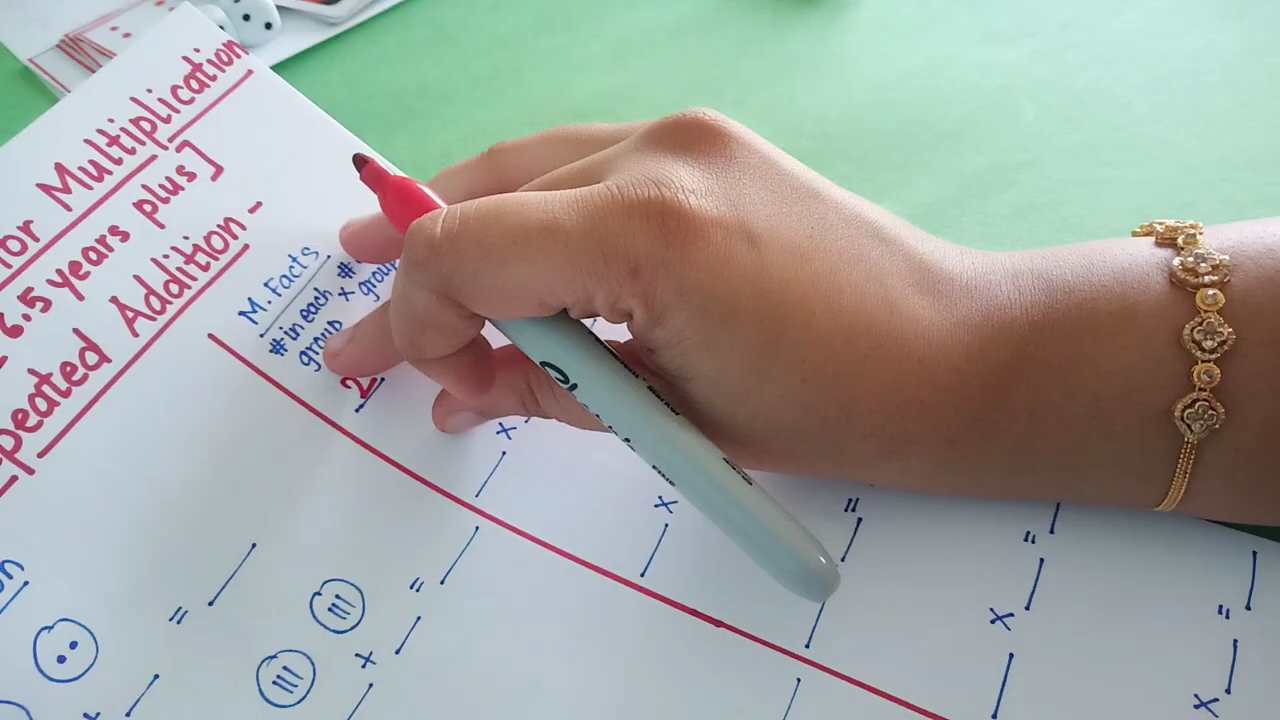 or Multiplication
6.5 years plus]
peated Addition -
M. Facts
# in each x #
group group
2
x
=
x
=
x
=
x
=
x
=
x